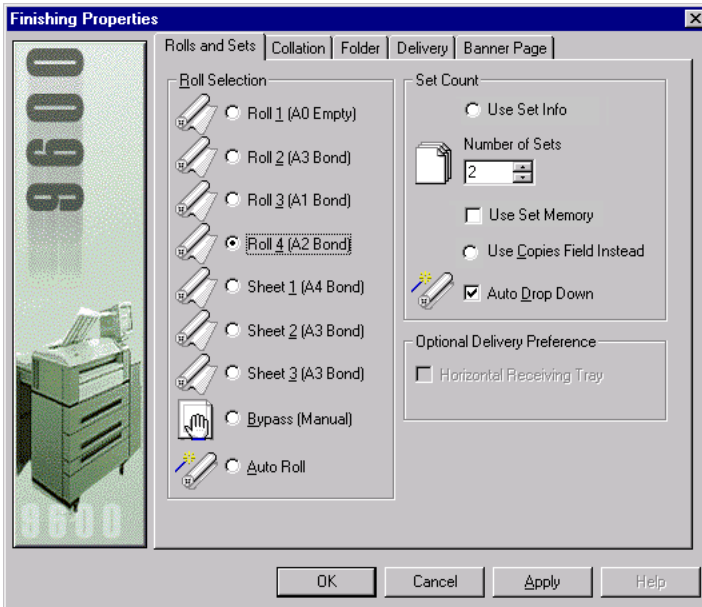 Finishing Properties
9600
Rolls and Sets
Collation
Folder
Delivery
Banner Page
Roll Selection
Roll 1 (A0 Empty)
Roll 2 (A3 Bond)
Roll 3 (A1 Bond)
Roll 4 (A2 Bond)
Sheet 1 (A4 Bond)
Sheet 2 (A3 Bond)
Sheet 3 (A3 Bond)
Bypass (Manual)
Auto Roll
Set Count
Use Set Info
Number of Sets
2
Use Set Memory
Use Copies Field Instead
Auto Drop Down
Optional Delivery Preference
Horizontal Receiving Tray
OK
Cancel
Apply
Help